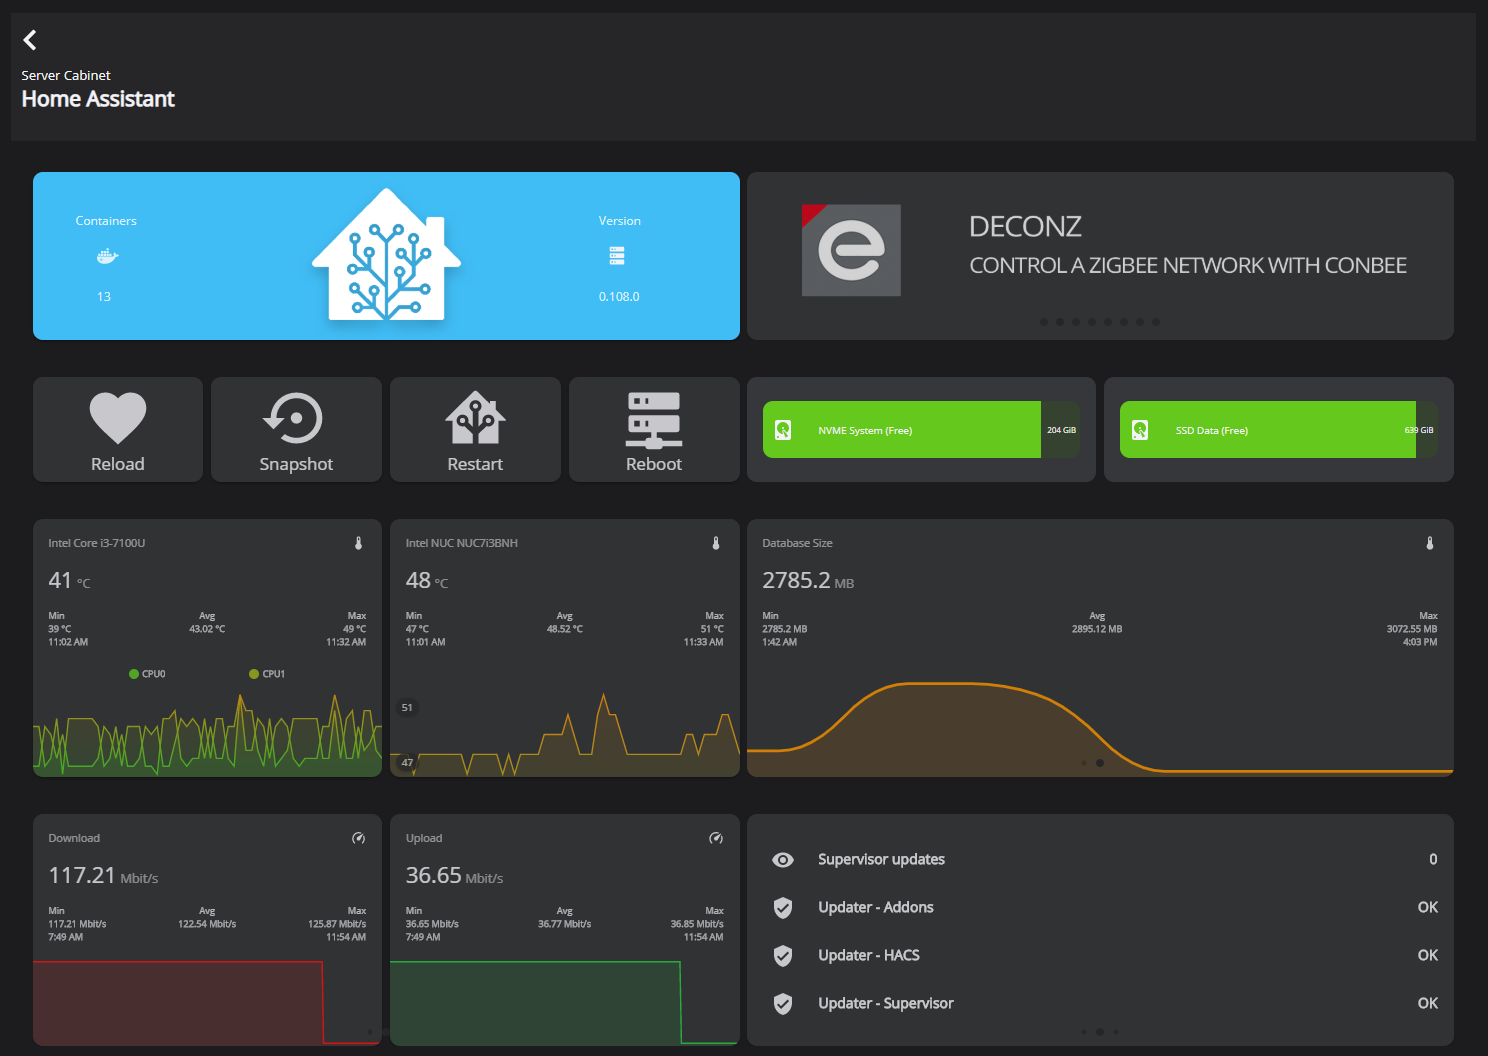 Server Cabinet
Home Assistant
Containers
Version
13
0.108.0
DECONZ
CONTROL A ZIGBEE NETWORK WITH CONBEE
Reload
Snapshot
Restart
Reboot
NVME System (Free)
204 GiB
SSD Data (Free)
639 GiB
Intel Core i3-7100U
41 °C
Min
Avg
Max
39 °C
43.02 °C
49 °C
11:02 AM
11:32 AM
CPU0
CPU1
Intel NUC NUC7i3BNH
48 °C
Min
Avg
Max
47 °C
48.52 °C
51 °C
11:01 AM
11:33 AM
51
47
Database Size
2785.2 MB
Min
Avg
Max
2785.2 MB
2895.12 MB
3072.55 MB
1:42 AM
4:03 PM
Download
117.21 Mbit/s
Min
Avg
Max
117.21 Mbit/s
122.54 Mbit/s
125.87 Mbit/s
7:49 AM
11:54 AM
Upload
36.65 Mbit/s
Min
Avg
Max
36.65 Mbit/s
36.77 Mbit/s
36.85 Mbit/s
7:49 AM
11:54 AM
Supervisor updates
0
Updater - Addons
OK
Updater - HACS
OK
Updater - Supervisor
OK